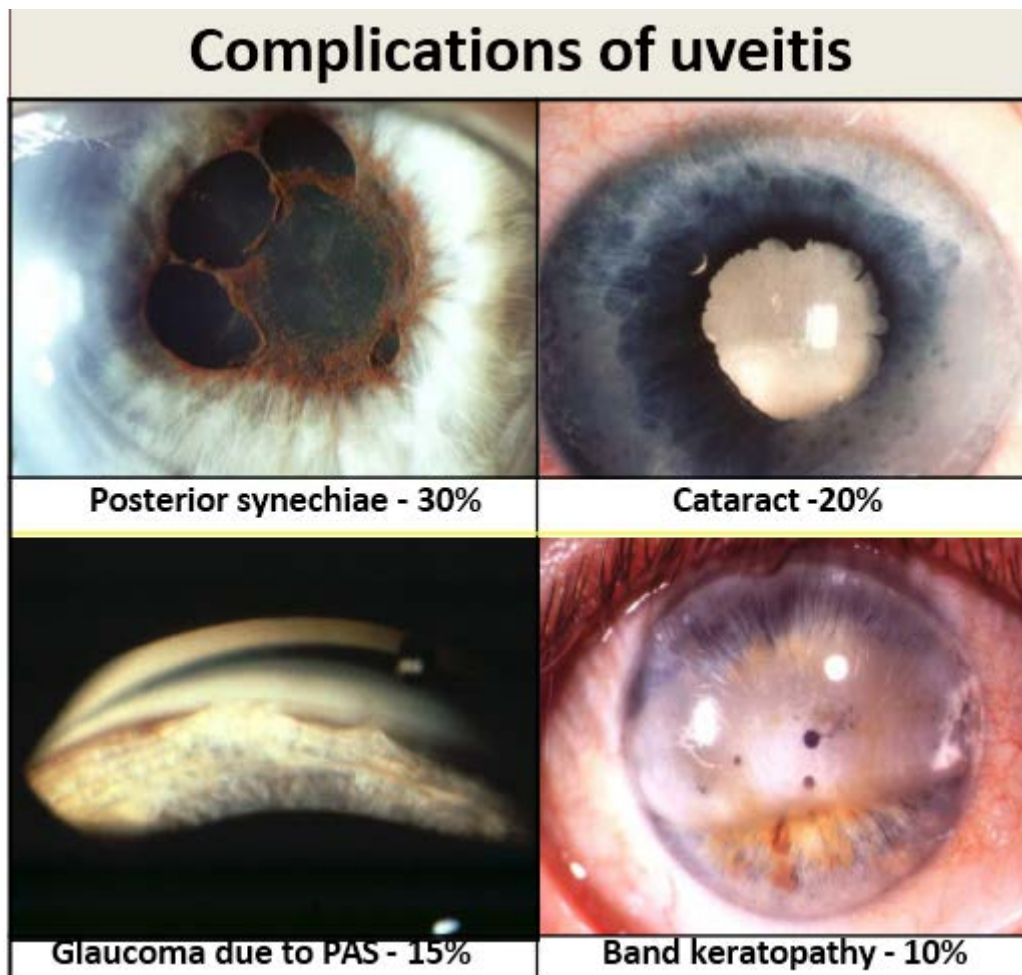 Complications of uveitis
Posterior synechiae - 30%
Cataract -20%
Glaucoma due to PAS - 15%
Band keratopathy - 10%